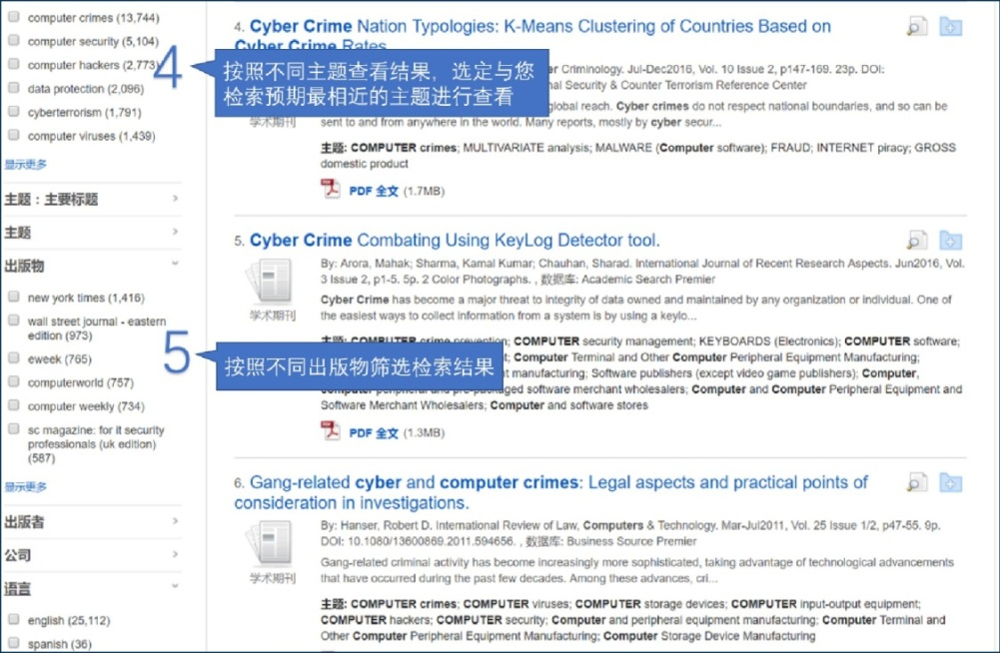 computer crimes (13,744)
computer security (5,104)
computer hackers (2,773)
data protection (2,096)
cyberterrorism (1,791)
computer viruses (1,439)
显示更多
主题：主要标题
主题
出版物
new york times (1,416)
wall street journal - eastern
edition (973)
eweek (765)
computerworld (757)
computer weekly (734)
sc magazine: for it security
professionals (uk edition)
(587)
显示更多
出版者
公司
语言
english (25,112)
spanish (36)
4
按照不同主题查看结果，选定与您
检索预期最相近的主题进行查看
5
按照不同出版物筛选检索结果
4. Cyber Crime Nation Typologies: K-Means Clustering of Countries Based on
Cyber Crime Rates.
Criminology. Jul-Dec2016, Vol. 10 Issue 2, p147-169. 23p. DOI:
Security & Counter Terrorism Reference Center
学术期刊
global reach. Cyber crimes do not respect national boundaries, and so can be
sent to and from anywhere in the world. Many reports, mostly by cyber secur...
主题: COMPUTER crimes; MULTIVARIATE analysis; MALWARE (Computer software); FRAUD; INTERNET piracy; GROSS
domestic product
PDF 全文 (1.7MB)
5. Cyber Crime Combating Using KeyLog Detector tool.
By: Arora, Mahak; Sharma, Kamal Kumar; Chauhan, Sharad. International Journal of Recent Research Aspects. Jun2016, Vol.
3 Issue 2, p1-5. 5p. 2 Color Photographs. , 数据库: Academic Search Premier
学术期刊
Cyber Crime has become a major threat to integrity of data owned and maintained by any organization or individual. One of
the easiest ways to collect information from a system is by using a keylo...
主题: COMPUTER crime prevention; COMPUTER security management; KEYBOARDS (Electronics); COMPUTER software;
Computer Terminal and Other Computer Peripheral Equipment Manufacturing;
manufacturing; Software publishers (except video game publishers); Computer,
computer peripheral and pre-packaged software merchant wholesalers; Computer and Computer Peripheral Equipment and
Software Merchant Wholesalers; Computer and software stores
PDF 全文 (1.3MB)
6. Gang-related cyber and computer crimes: Legal aspects and practical points of
consideration in investigations.
By: Hanser, Robert D. International Review of Law, Computers & Technology. Mar-Jul2011, Vol. 25 Issue 1/2, p47-55. 9p.
DOI: 10.1080/13600869.2011.594656. , 数据库: Business Source Premier
学术期刊
Gang-related criminal activity has become increasingly more sophisticated, taking advantage of technological advancements
that have occurred during the past few decades. Among these advances, cri...
主题: COMPUTER crimes; COMPUTER viruses; COMPUTER storage devices; COMPUTER input-output equipment;
COMPUTER hackers; COMPUTER security; Computer and peripheral equipment manufacturing; Computer Terminal and
Other Computer Peripheral Equipment Manufacturing; Computer Storage Device Manufacturing